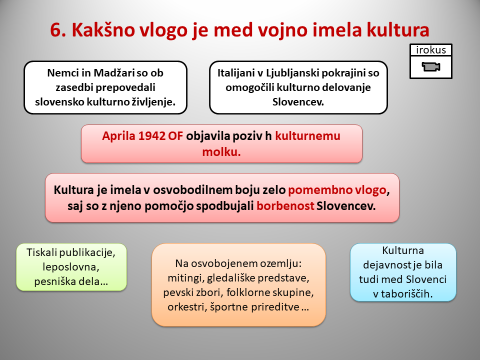 6. Kakšno vlogo je med vojno imela kultura
irokus
Nemci in Madžari so ob
zasedbi prepovedali
slovensko kulturno življenje.
Italijani v Ljubljanski pokrajini so
omogočili kulturno delovanje
Slovencev.
Aprila 1942 OF objavila poziv h kulturnemu
molku.
Kultura je imela v osvobodilnem boju zelo pomembno vlogo,
saj so z njeno pomočjo spodbujali borbenost Slovencev.
Tiskali publikacije,
leposlovna,
pesniška dela…
Na osvobojenem ozemlju:
mitingi, gledališke predstave,
pevski zbori, folklorne skupine,
orkestri, športne prireditve …
Kulturna
dejavnost je bila
tudi med Slovenci
v taboriščih.